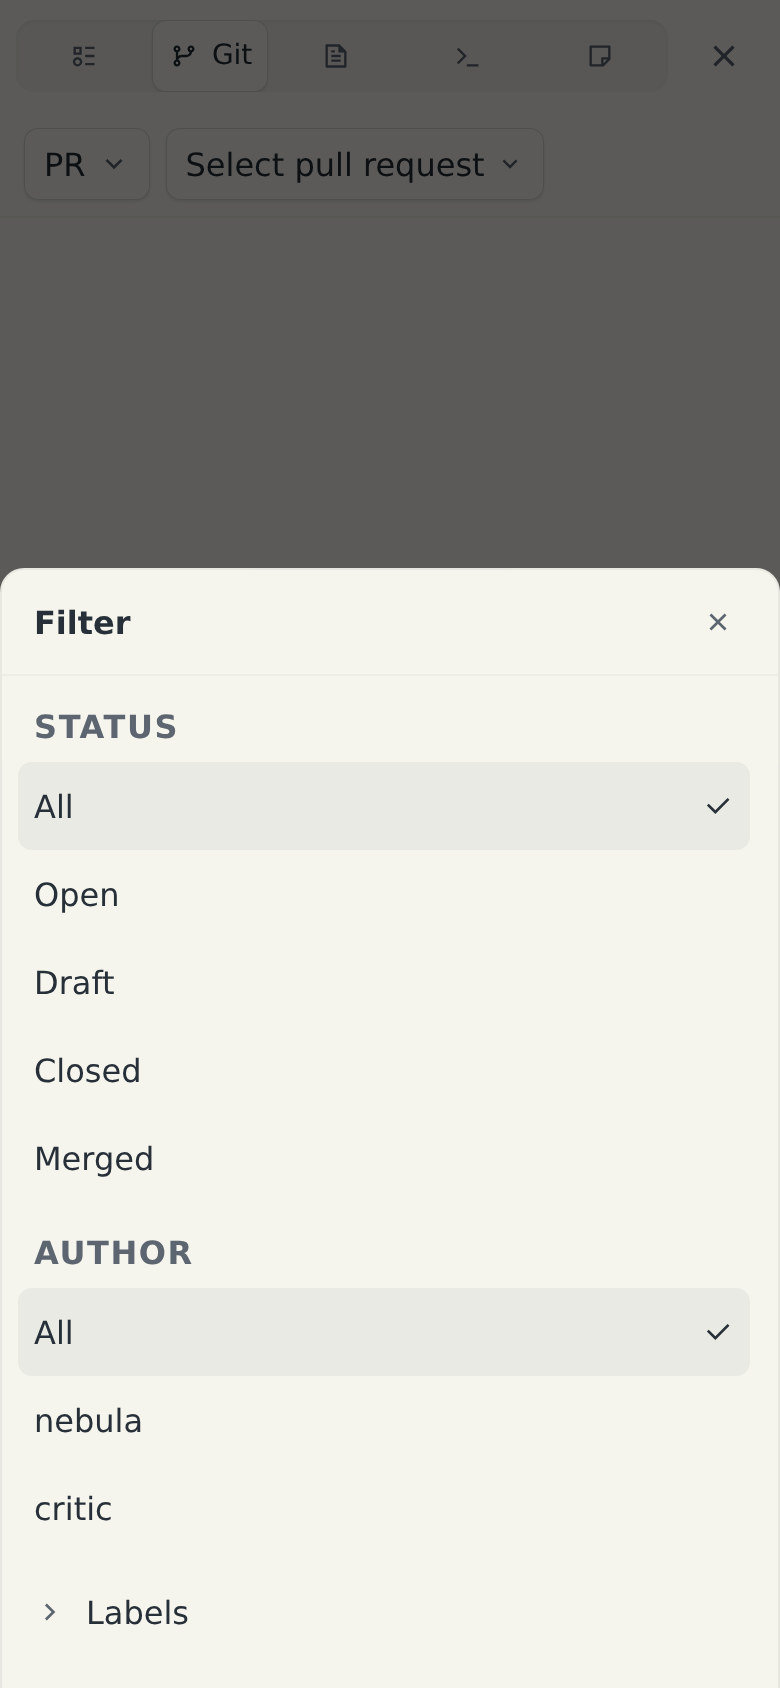 Git
PR
Select pull request
Filter
STATUS
All
Open
Draft
Closed
Merged
AUTHOR
All
nebula
critic
Labels